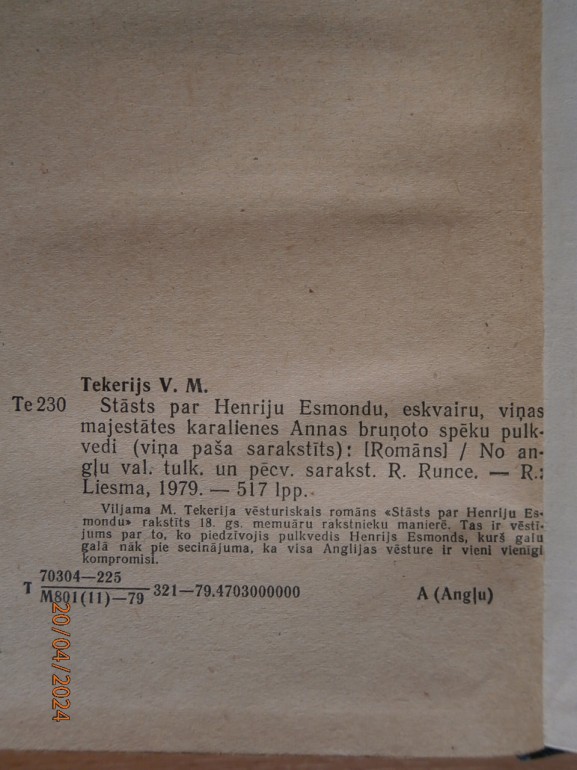 Tekerijs V. M.
Te 230 Stāsts par Henriju Esmondu, eskvairu, viņas
majestātes karalienes Annas bruņoto spēku pulk-
vedi (viņa paša sarakstīts): [Romāns] / No an-
gļu val. tulk. un pēcv. sarakst. R. Runce. — R.:
Liesma, 1979. — 517 lpp.
Viljama M. Tekerija vēsturiskais romāns «Stāsts par Henriju Es-
mondu» rakstīts 18. gs. memuāru rakstnieku manierē. Tas ir vēstī-
jums par to, ko piedzīvojis pulkvedis Henrijs Esmonds, kurš galu
galā nāk pie secinājuma, ka visa Anglijas vēsture ir vieni vienīgi
kompromisi.
70304—225
T M801(11)—79 321—79.4703000000 A (Angļu)
20/04/2024